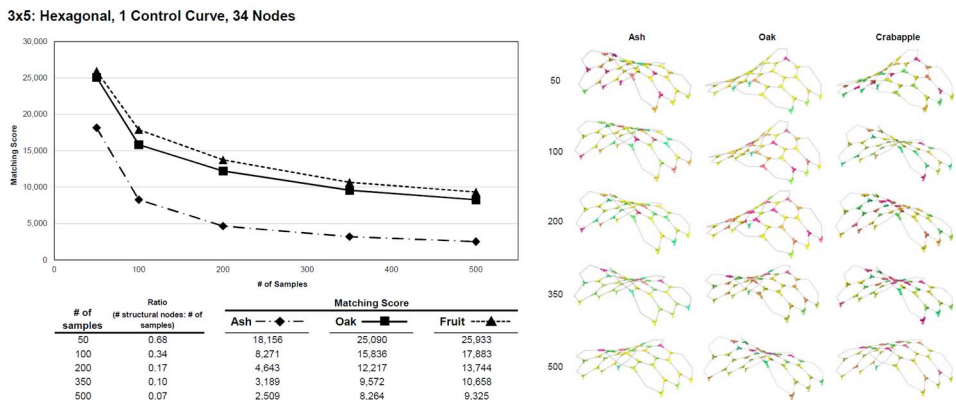 3x5: Hexagonal, 1 Control Curve, 34 Nodes
30,000
25,000
20,000
15,000
10,000
5,000
0
Matching Score
0 100 200 300 400 500
# of Samples
# of samples
Ratio (# structural nodes: # of samples)
Matching Score
Ash Oak Fruit
50 0.68 18,156 25,090 25,933
100 0.34 8,271 15,836 17,883
200 0.17 4,643 12,217 13,744
350 0.10 3,189 9,572 10,658
500 0.07 2.509 8,264 9.325
Ash Oak Crabapple
50
100
200
350
500